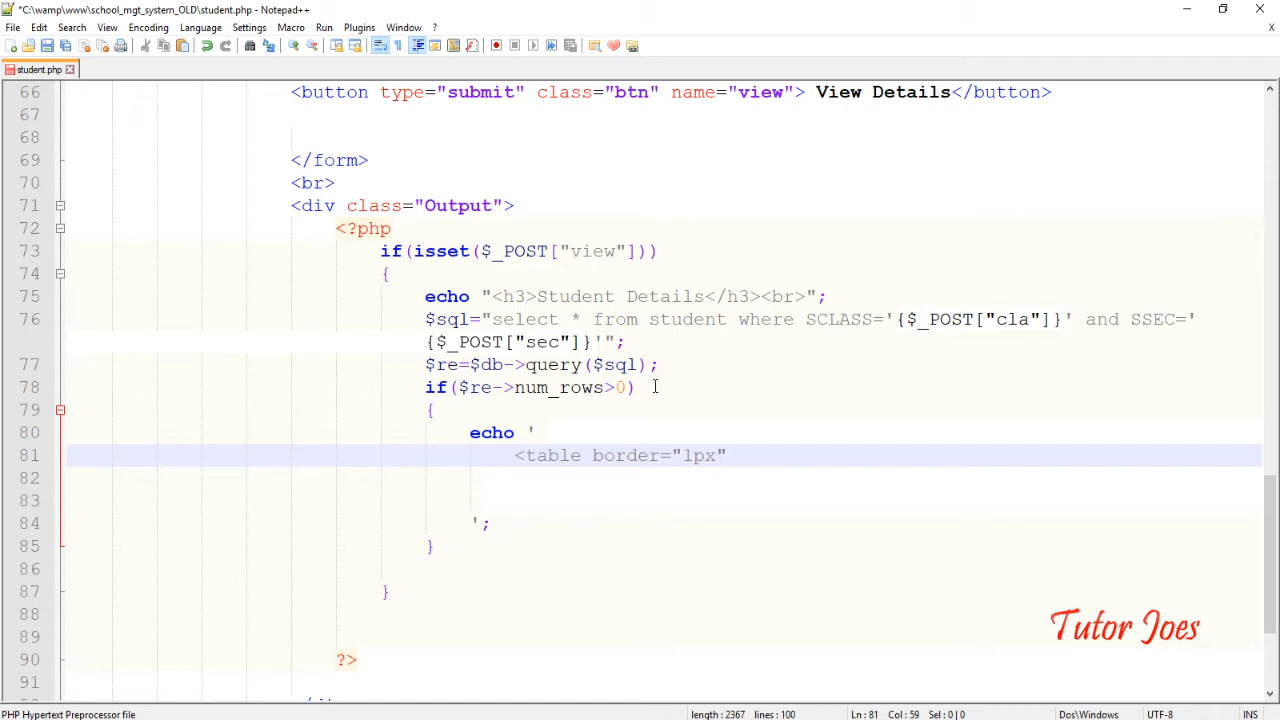 *C:\wamp\www\school_mgt_system_OLD\student.php - Notepad++
File Edit Search View Encoding Language Settings Macro Run Plugins Window ?
X
student.php
66 <button type="submit" class="btn" name="view"> View Details</button>
67
68
69 </form>
70 <br>
71 <div class="Output">
72 <?php
73 if(isset($_POST["view"]))
74 {
75 echo "<h3>Student Details</h3><br>";
76 $sql="select * from student where SCLASS='{$_POST["cla"]}' and SSEC='
{$_POST["sec"]}'";
77 $re=$db->query($sql);
78 if($re->num_rows>0)
79 {
80 echo '
81 <table border="1px"
82
83
84 ';
85 }
86
87 }
88
89
90 ?>
91
Tutor Joes
PHP Hypertext Preprocessor file length : 2367 lines : 100 Ln : 81 Col : 59 Sel : 0 | 0 Dos\Windows UTF-8 INS